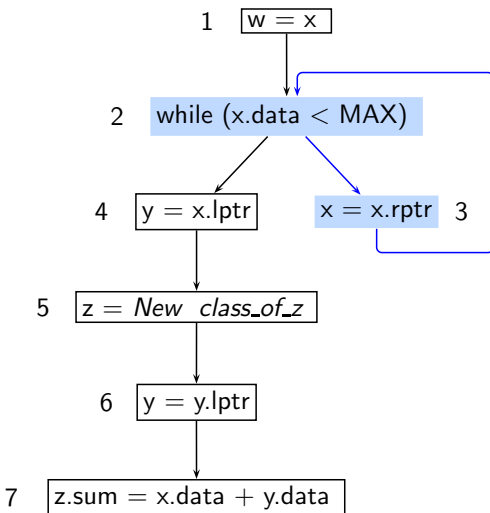 1 w = x
2 while (x.data < MAX)
4 y = x.lptr
x = x.rptr 3
5 z = New class_of_z
6 y = y.lptr
7 z.sum = x.data + y.data